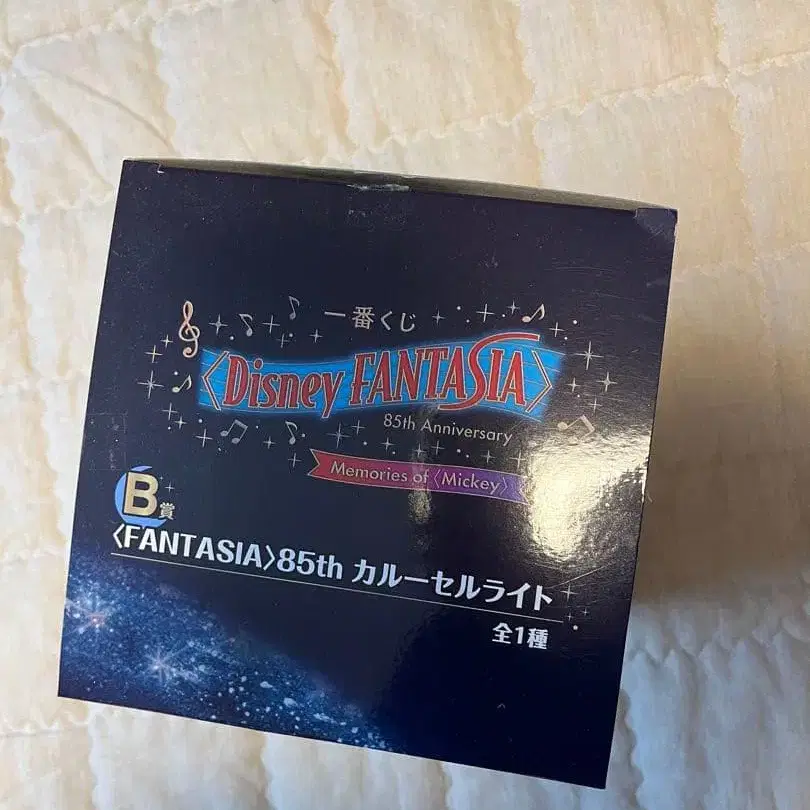 一番くじ
〈Disney FANTASIA〉
85th Anniversary
Memories of〈Mickey〉
B賞
〈FANTASIA〉85th カルーセルライト
全1種